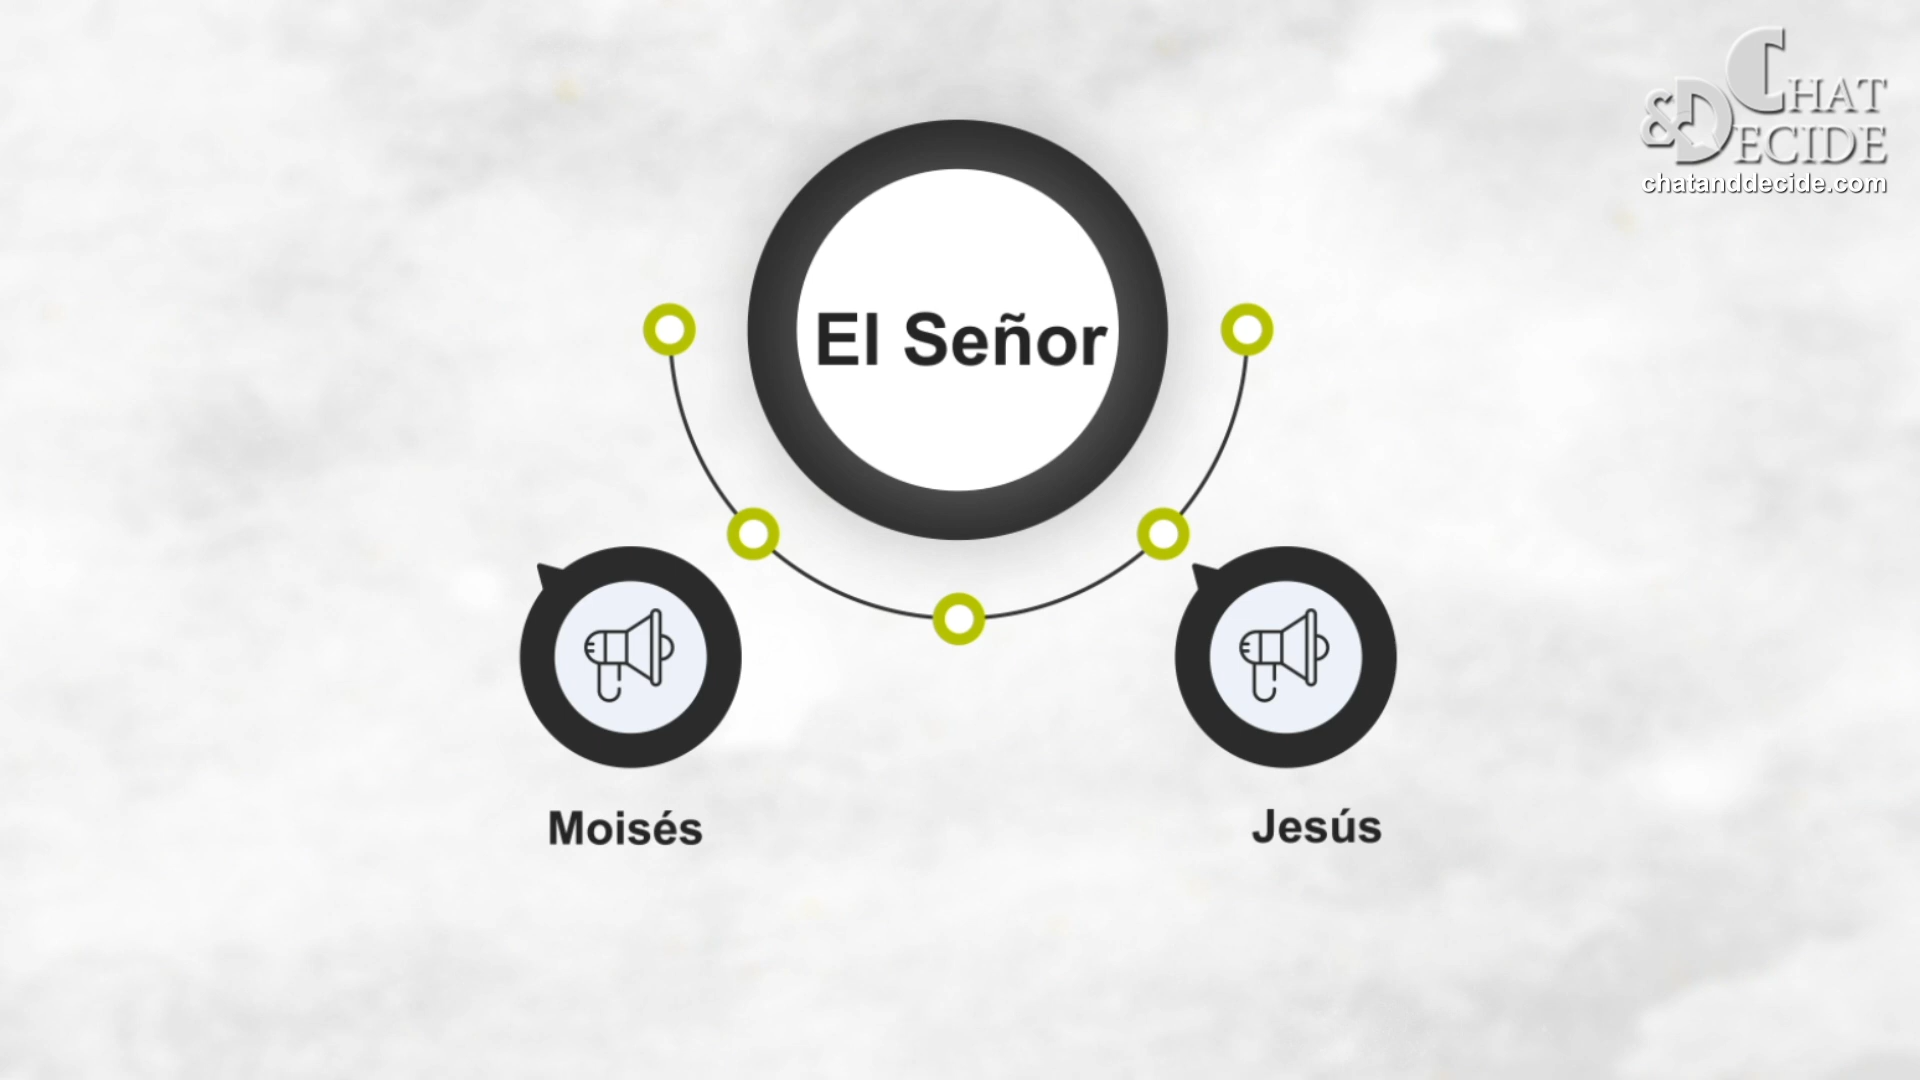 CHAT
&DECIDE
chatanddecide.com
El Señor
Moisés
Jesús